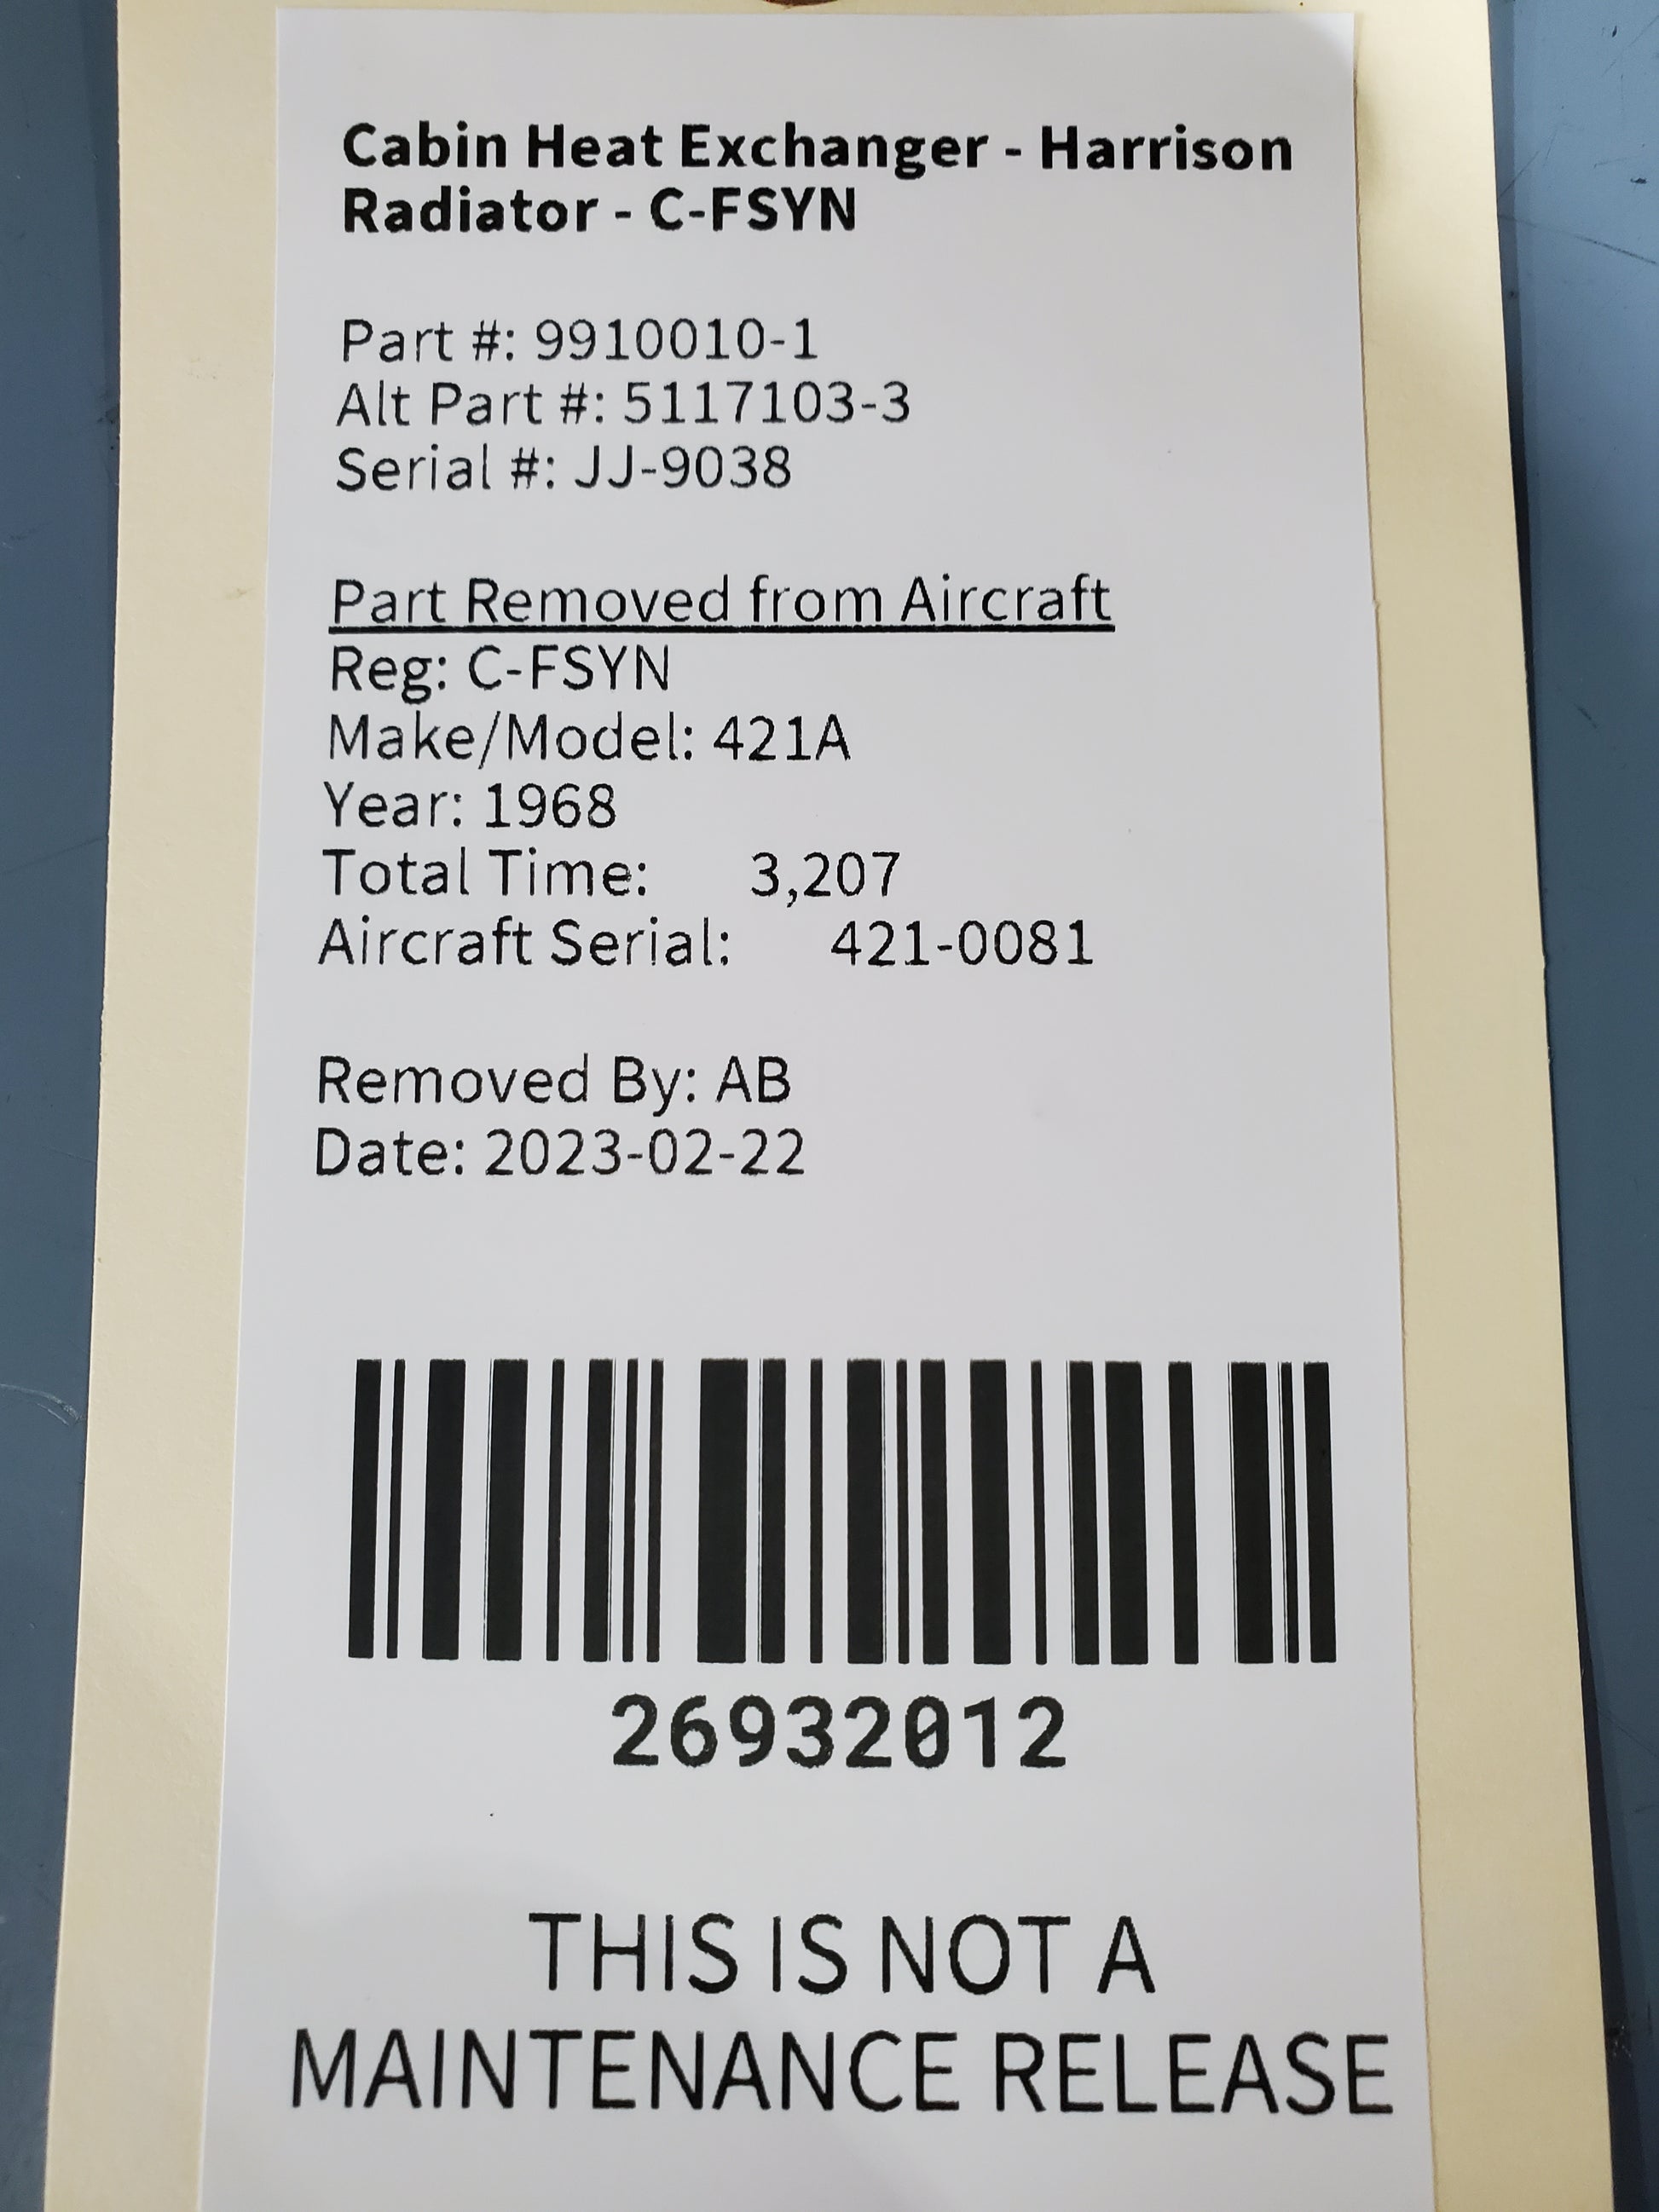 Cabin Heat Exchanger - Harrison
Radiator - C-FSYN
Part #: 9910010-1
Alt Part #: 5117103-3
Serial #: JJ-9038
Part Removed from Aircraft
Reg: C-FSYN
Make/Model: 421A
Year: 1968
Total Time: 3,207
Aircraft Serial: 421-0081
Removed By: AB
Date: 2023-02-22
26932012
THIS IS NOT A
MAINTENANCE RELEASE